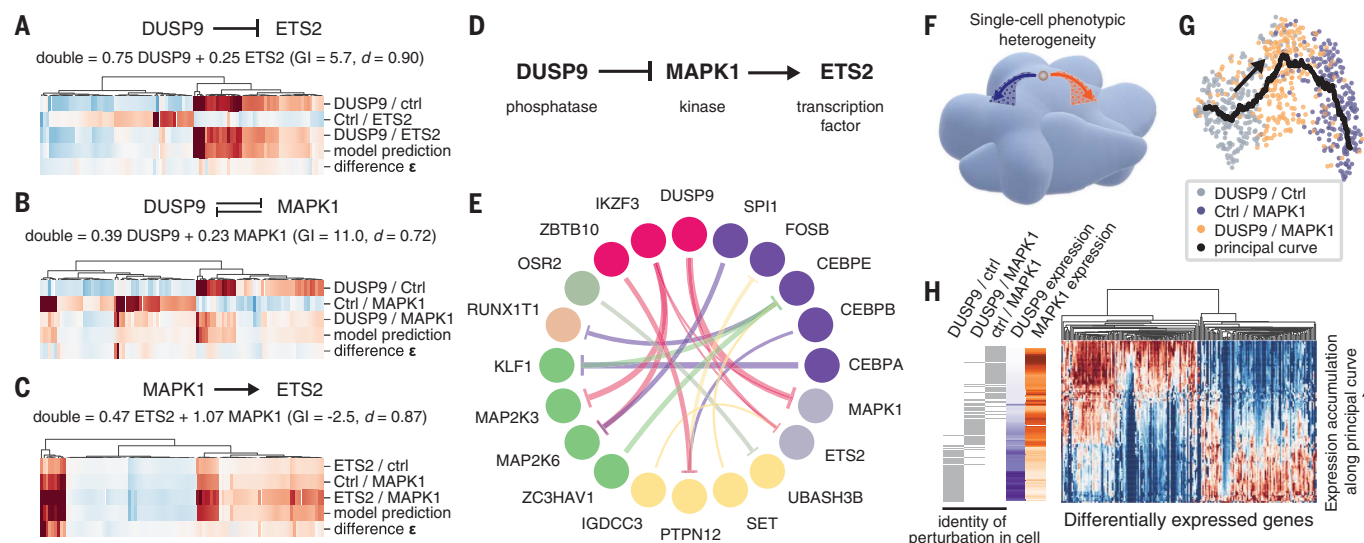 A
DUSP9 ETS2
double = 0.75 DUSP9 + 0.25 ETS2 (GI = 5.7, d = 0.90)
DUSP9 / ctrl
Ctrl / ETS2
DUSP9 / ETS2
model prediction
difference ε
B
DUSP9 MAPK1
double = 0.39 DUSP9 + 0.23 MAPK1 (GI = 11.0, d = 0.72)
DUSP9 / Ctrl
Ctrl / MAPK1
DUSP9 / MAPK1
model prediction
difference ε
C
MAPK1 ETS2
double = 0.47 ETS2 + 1.07 MAPK1 (GI = -2.5, d = 0.87)
ETS2 / ctrl
Ctrl / MAPK1
ETS2 / MAPK1
model prediction
difference ε
D
DUSP9 MAPK1 ETS2
phosphatase kinase transcription
factor
E
DUSP9
SPI1
FOSB
CEBPE
CEBPB
CEBPA
MAPK1
ETS2
UBASH3B
SET
PTPN12
IGDCC3
ZC3HAV1
MAP2K6
MAP2K3
KLF1
RUNX1T1
OSR2
ZBTB10
IKZF3
F
Single-cell phenotypic
heterogeneity
G
DUSP9 / Ctrl
Ctrl / MAPK1
DUSP9 / MAPK1
principal curve
H
DUSP9 / ctrl
DUSP9 / MAPK1
ctrl / MAPK1
DUSP9 expression
MAPK1 expression
identity of
perturbation in cell
Differentially expressed genes
Expression accumulation
along principal curve